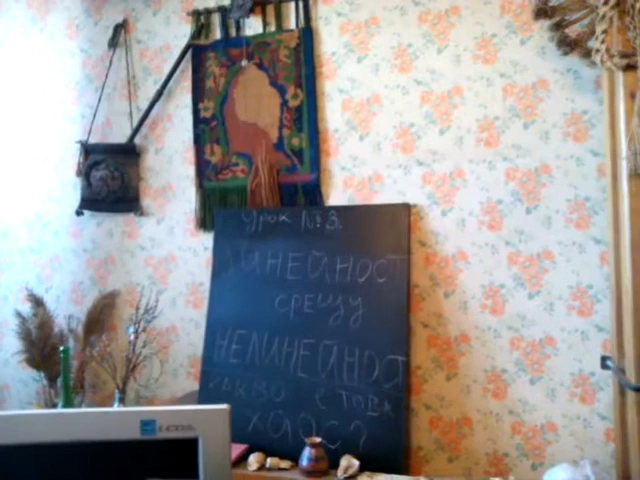 Урок №3.
ЛИНЕЙНОСТ
срещу
НЕЛИНЕЙНОСТ
КАКВО Е ТОВА
хаос?